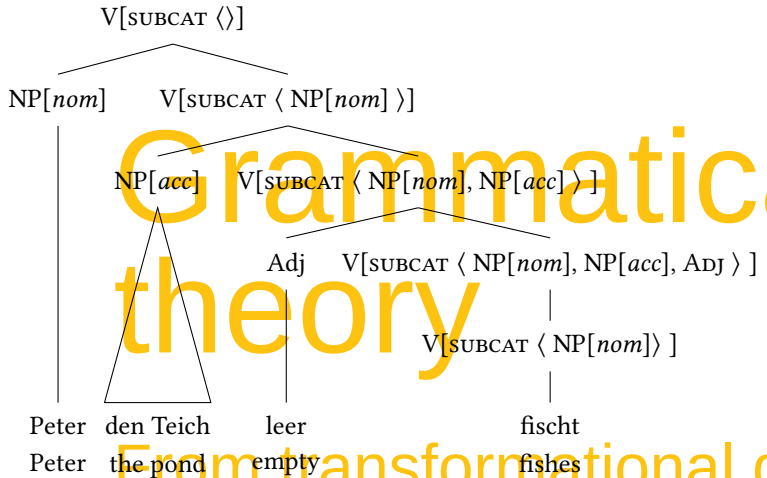 V[SUBCAT ⟨⟩]
NP[nom] V[SUBCAT ⟨ NP[nom] ⟩]
NP[acc] V[SUBCAT ⟨ NP[nom], NP[acc] ⟩ ]
Adj V[SUBCAT ⟨ NP[nom], NP[acc], ADJ ⟩ ]
V[SUBCAT ⟨ NP[nom]⟩ ]
Peter den Teich leer fischt
Peter the pond empty fishes
Grammatica
theory
From transformational